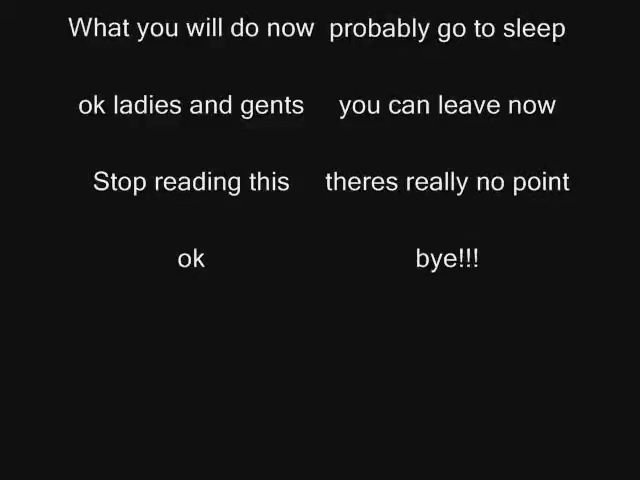 What you will do now probably go to sleep
ok ladies and gents you can leave now
Stop reading this theres really no point
ok bye!!!